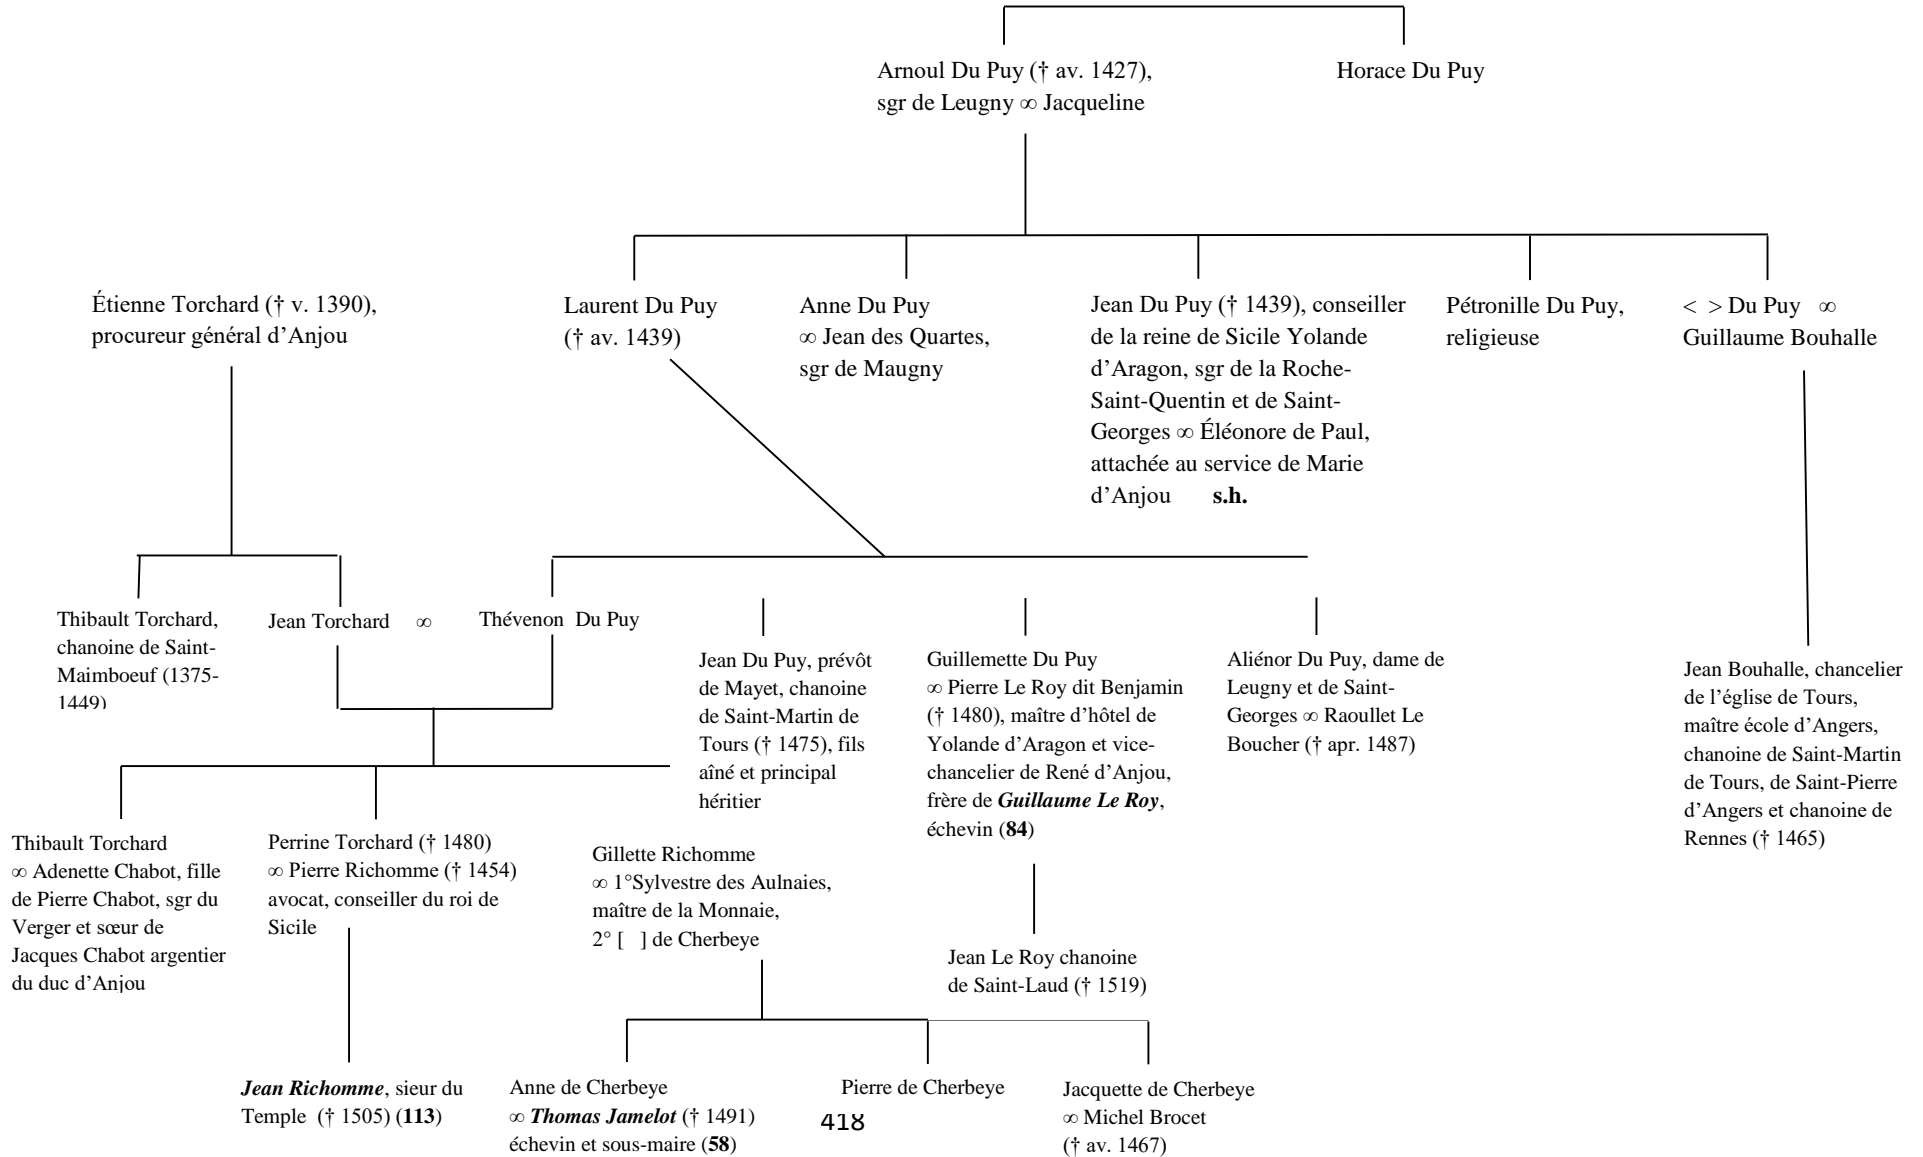 Arnoul Du Puy († av. 1427),
sgr de Leugny ∞ Jacqueline
Horace Du Puy
Étienne Torchard († v. 1390),
procureur général d’Anjou
Laurent Du Puy
(† av. 1439)
Anne Du Puy
∞ Jean des Quartes,
sgr de Maugny
Jean Du Puy († 1439), conseiller
de la reine de Sicile Yolande
d’Aragon, sgr de la Roche-
Saint-Quentin et de Saint-
Georges ∞ Éléonore de Paul,
attachée au service de Marie
d’Anjou s.h.
Pétronille Du Puy,
religieuse
< > Du Puy ∞
Guillaume Bouhalle
Thibault Torchard,
chanoine de Saint-
Maimboeuf (1375-
1449)
Jean Torchard ∞
Thévenon Du Puy
Jean Du Puy, prévôt
de Mayet, chanoine
de Saint-Martin de
Tours († 1475), fils
aîné et principal
héritier
Guillemette Du Puy
∞ Pierre Le Roy dit Benjamin
(† 1480), maître d’hôtel de
Yolande d’Aragon et vice-
chancelier de René d’Anjou,
frère de Guillaume Le Roy,
échevin (84)
Aliénor Du Puy, dame de
Leugny et de Saint-
Georges ∞ Raoullet Le
Boucher († apr. 1487)
Jean Bouhalle, chancelier
de l’église de Tours,
maître école d’Angers,
chanoine de Saint-Martin
de Tours, de Saint-Pierre
d’Angers et chanoine de
Rennes († 1465)
Thibault Torchard
∞ Adenette Chabot, fille
de Pierre Chabot, sgr du
Verger et sœur de
Jacques Chabot argentier
du duc d’Anjou
Perrine Torchard († 1480)
∞ Pierre Richomme († 1454)
avocat, conseiller du roi de
Sicile
Gillette Richomme
∞ 1°Sylvestre des Aulnaies,
maître de la Monnaie,
2° [ ] de Cherbeye
Jean Le Roy chanoine
de Saint-Laud († 1519)
Jean Richomme, sieur du
Temple († 1505) (113)
Anne de Cherbeye
∞ Thomas Jamelot († 1491)
échevin et sous-maire (58)
Pierre de Cherbeye
Jacquette de Cherbeye
∞ Michel Brocet
(† av. 1467)
418